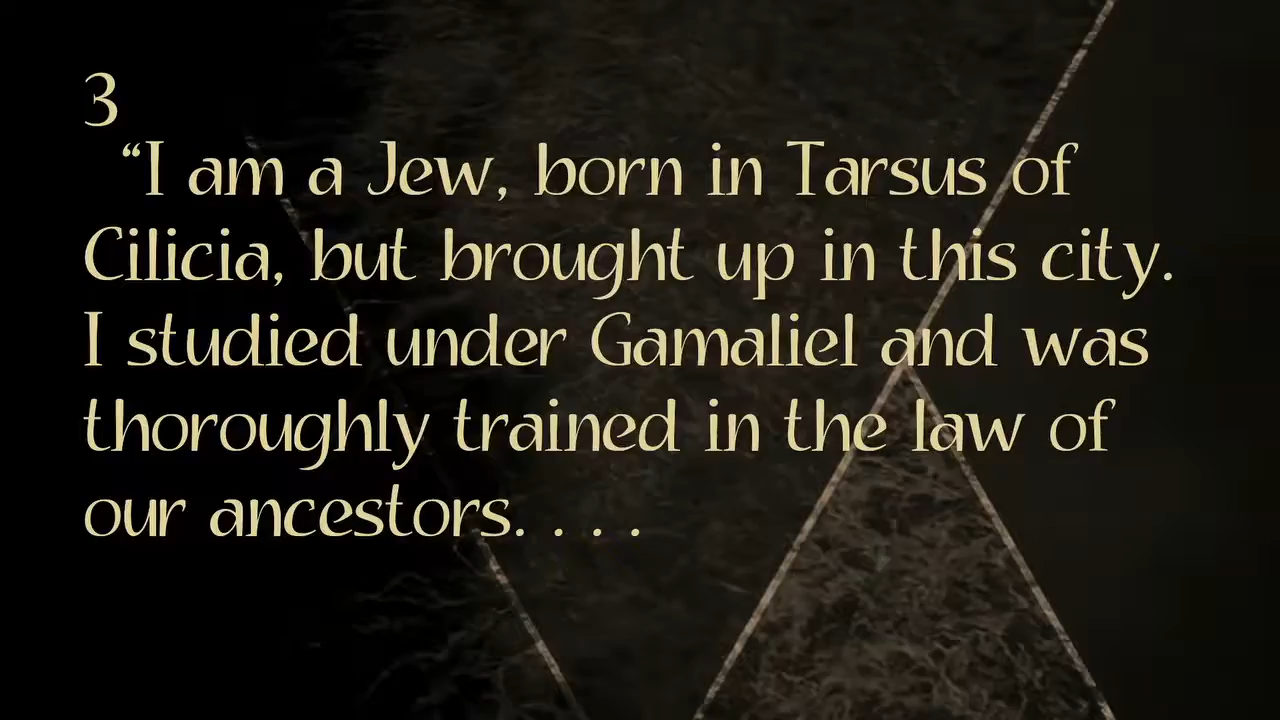 3
“I am a Jew, born in Tarsus of
Cilicia, but brought up in this city.
I studied under Gamaliel and was
thoroughly trained in the law of
our ancestors. . . .